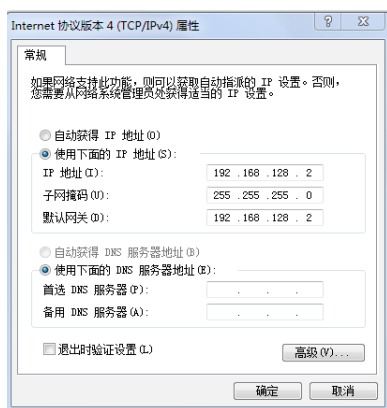 Internet 协议版本 4 (TCP/IPv4) 属性
常规
如果网络支持此功能，则可以获取自动指派的 IP 设置。否则，
您需要从网络系统管理员处获得适当的 IP 设置。
自动获得 IP 地址(O)
使用下面的 IP 地址(S):
IP 地址(I): 192 .168 .128 . 2
子网掩码(U): 255 .255 .255 . 0
默认网关(D): 192 .168 .128 . 2
自动获得 DNS 服务器地址(B)
使用下面的 DNS 服务器地址(E):
首选 DNS 服务器(P): . . .
备用 DNS 服务器(A): . . .
退出时验证设置(L)
高级(V)...
确定 取消